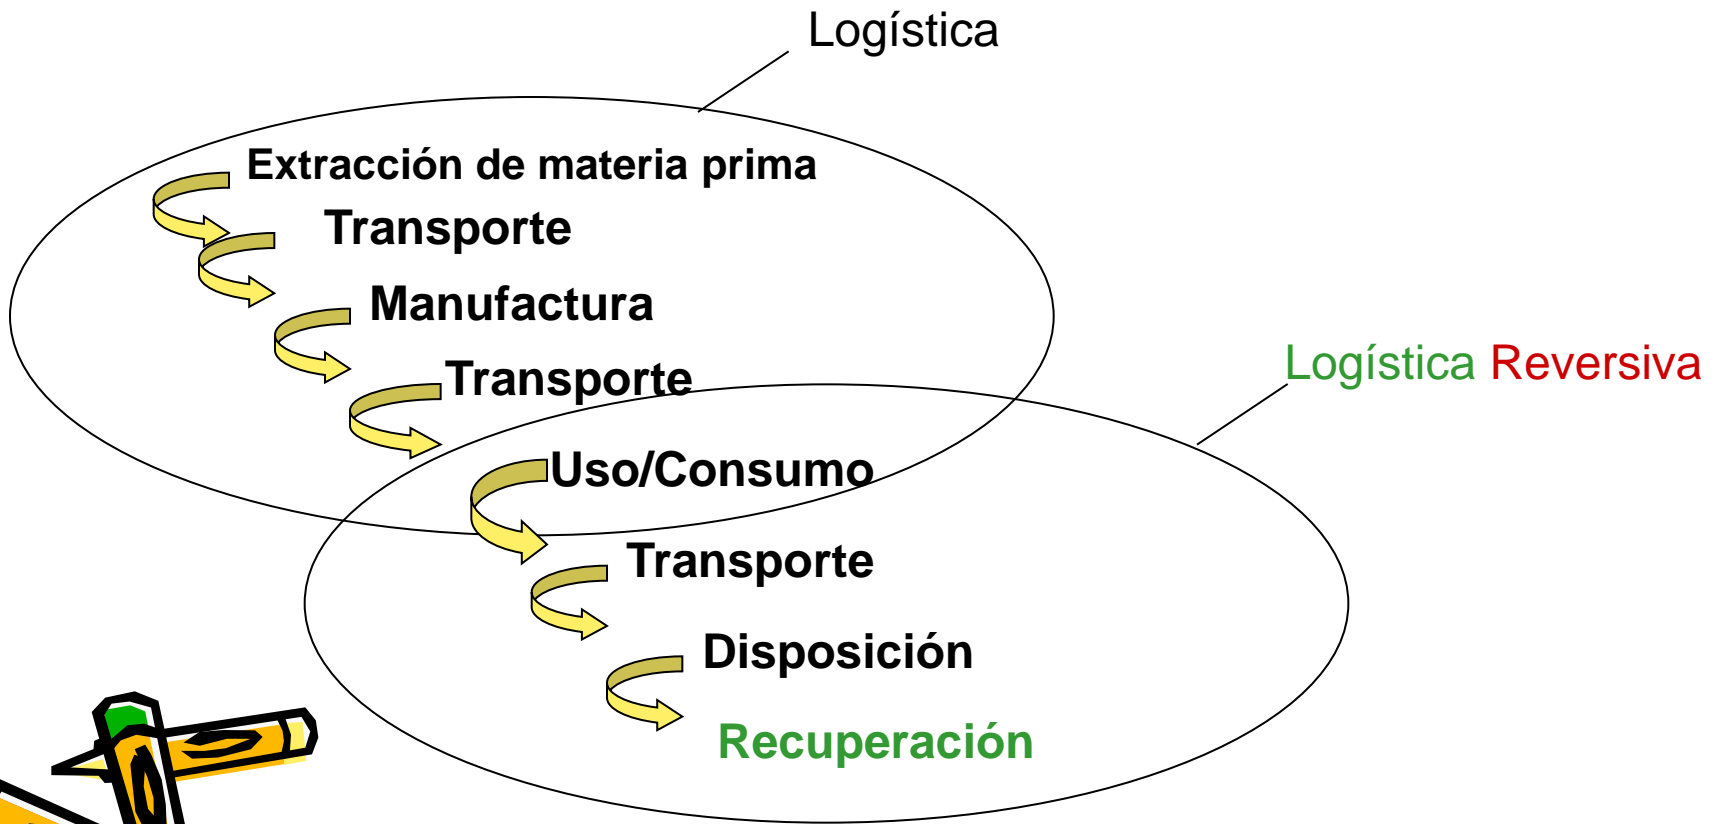 Logística
Extracción de materia prima
Transporte
Manufactura
Transporte
Logística Reversiva
Uso/Consumo
Transporte
Disposición
Recuperación